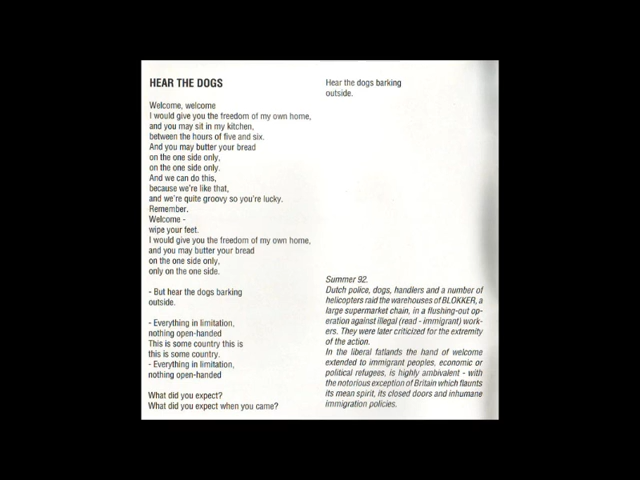 HEAR THE DOGS
Welcome, welcome
I would give you the freedom of my own home,
and you may sit in my kitchen,
between the hours of five and six.
And you may butter your bread
on the one side only,
on the one side only.
And we can do this,
because we're like that,
and we're quite groovy so you're lucky.
Remember.
Welcome -
wipe your feet.
I would give you the freedom of my own home,
and you may butter your bread
on the one side only,
only on the one side.
- But hear the dogs barking
outside.
- Everything in limitation,
nothing open-handed
This is some country this is
this is some country.
- Everything in limitation,
nothing open-handed
What did you expect?
What did you expect when you came?
Hear the dogs barking
outside.
Summer 92.
Dutch police, dogs, handlers and a number of
helicopters raid the warehouses of BLOKKER, a
large supermarket chain, in a flushing-out op-
eration against illegal (read - immigrant) work-
ers. They were later criticized for the extremity
of the action.
In the liberal fatlands the hand of welcome
extended to immigrant peoples, economic or
political refugees, is highly ambivalent - with
the notorious exception of Britain which flaunts
its mean spirit, its closed doors and inhumane
immigration policies.